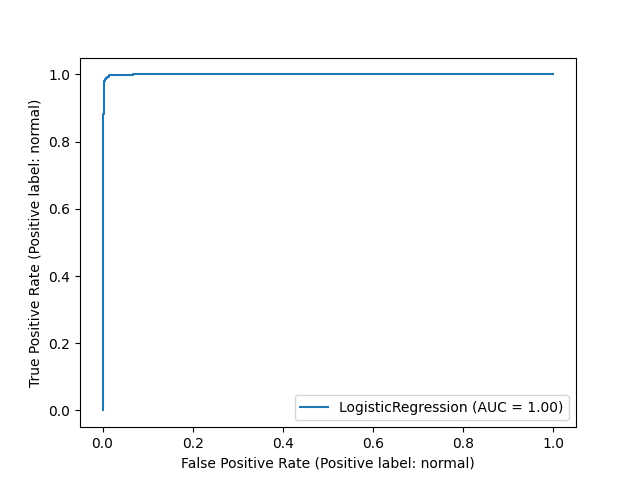 1.0
0.8
0.6
0.4
0.2
0.0
True Positive Rate (Positive label: normal)
LogisticRegression (AUC = 1.00)
0.0 0.2 0.4 0.6 0.8 1.0
False Positive Rate (Positive label: normal)